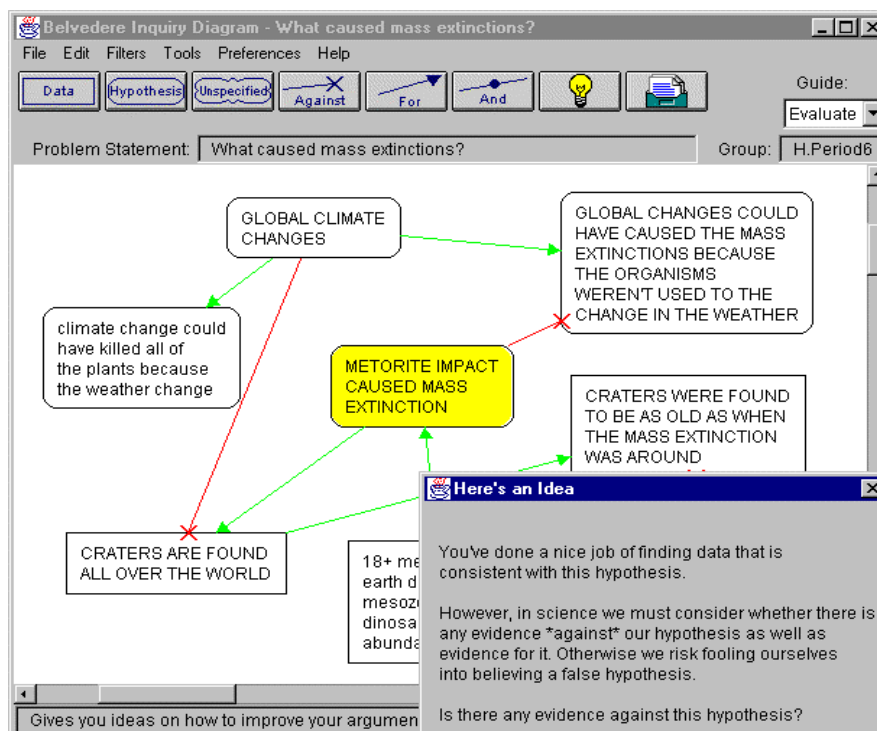 Belvedere Inquiry Diagram - What caused mass extinctions?
File Edit Filters Tools Preferences Help
Data
Hypothesis
Unspecified
Against
For
And
Guide:
Evaluate
Problem Statement: What caused mass extinctions?
Group: H.Period6
GLOBAL CLIMATE
CHANGES
GLOBAL CHANGES COULD
HAVE CAUSED THE MASS
EXTINCTIONS BECAUSE
THE ORGANISMS
WEREN'T USED TO THE
CHANGE IN THE WEATHER
climate change could
have killed all of
the plants because
the weather change
METORITE IMPACT
CAUSED MASS
EXTINCTION
CRATERS WERE FOUND
TO BE AS OLD AS WHEN
THE MASS EXTINCTION
WAS AROUND
CRATERS ARE FOUND
ALL OVER THE WORLD
18+ me
earth d
mesozo
dinosa
abunda
Here's an Idea
You've done a nice job of finding data that is
consistent with this hypothesis.
However, in science we must consider whether there is
any evidence *against* our hypothesis as well as
evidence for it. Otherwise we risk fooling ourselves
into believing a false hypothesis.
Is there any evidence against this hypothesis?
Gives you ideas on how to improve your argumen